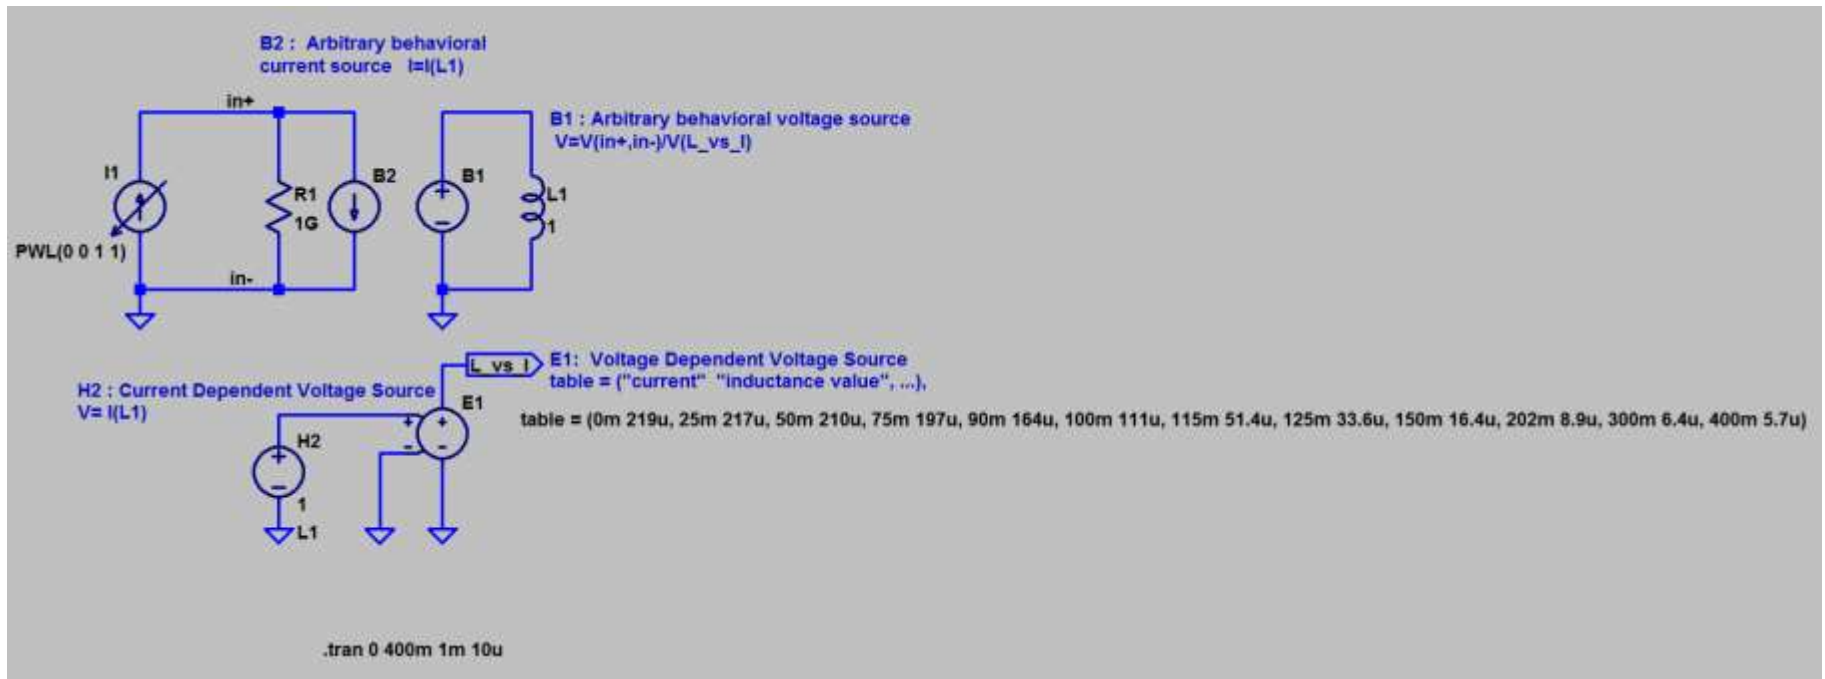 B2 : Arbitrary behavioral
current source I=I(L1)
in+
B1 : Arbitrary behavioral voltage source
V=V(in+,in-)/V(L_vs_I)
I1
B2
B1
R1
L1
1G
1
PWL(0 0 1 1)
in-
L_vs_I
E1: Voltage Dependent Voltage Source
table = ("current" "inductance value", ...),
H2 : Current Dependent Voltage Source
V= I(L1)
E1
table = (0m 219u, 25m 217u, 50m 210u, 75m 197u, 90m 164u, 100m 111u, 115m 51.4u, 125m 33.6u, 150m 16.4u, 202m 8.9u, 300m 6.4u, 400m 5.7u)
H2
1
L1
.tran 0 400m 1m 10u